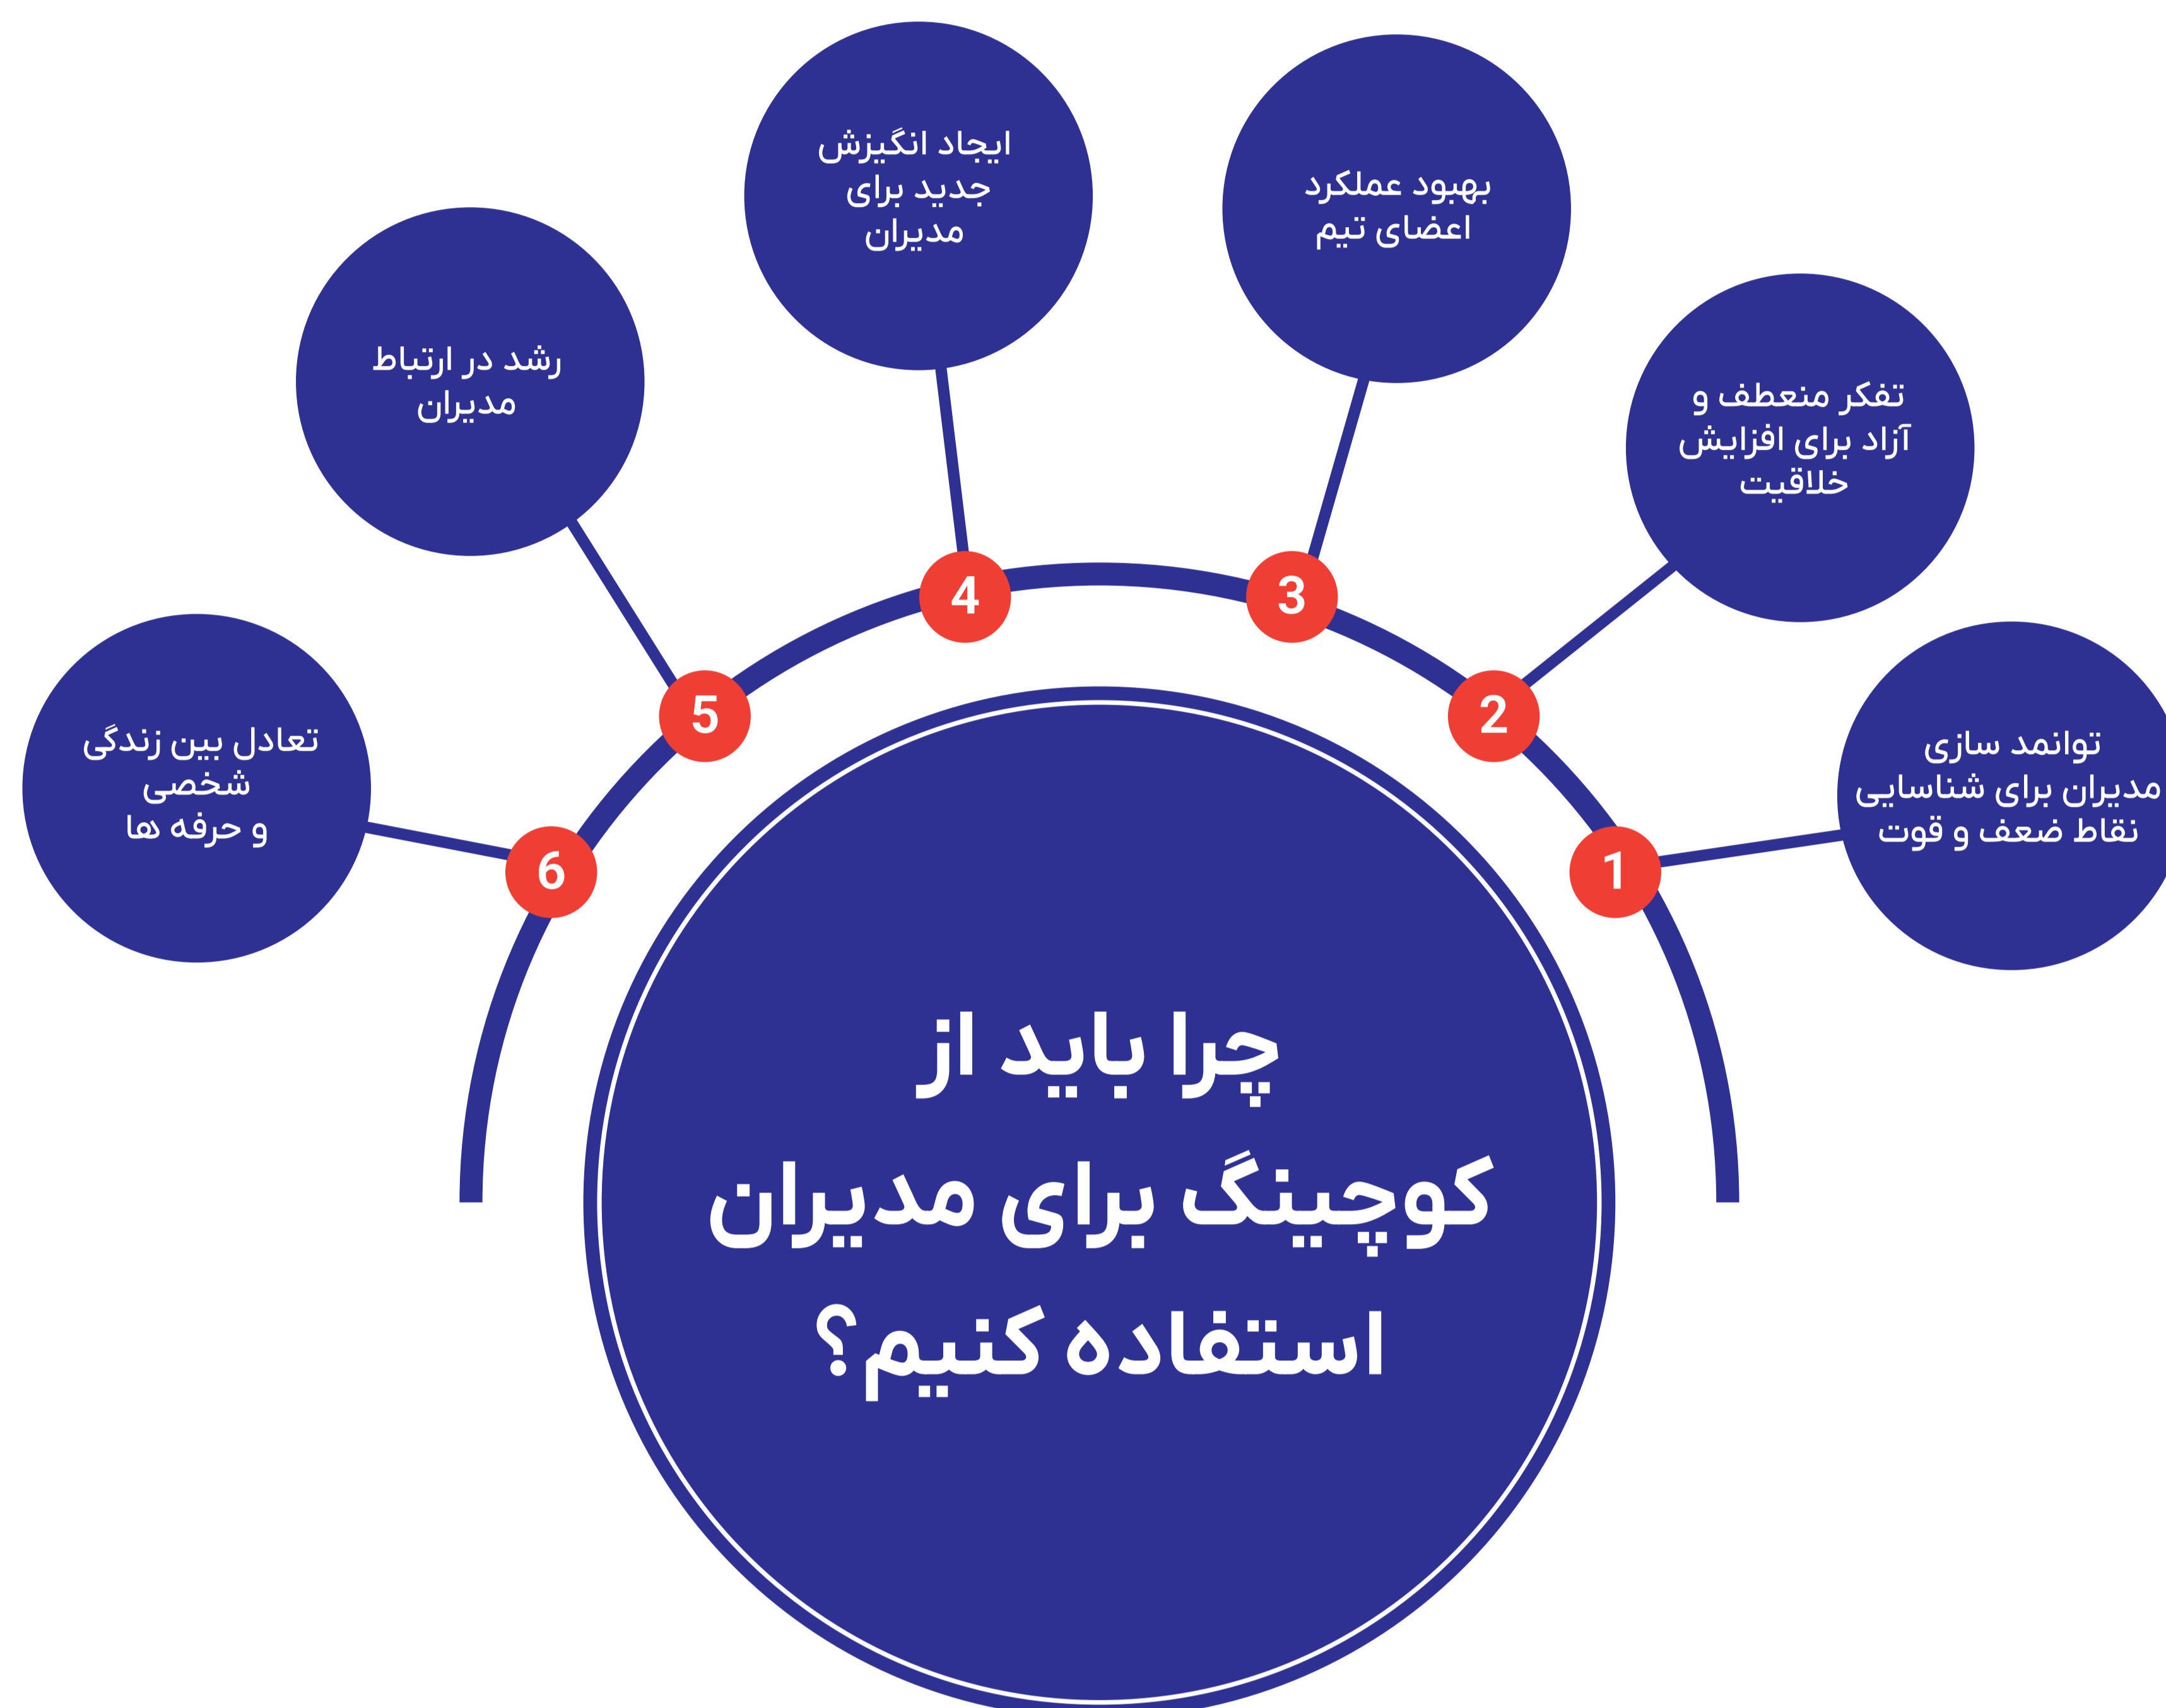 چرا باید از
کوچینگ برای مدیران
استفاده کنیم؟
1
توانمد سازی
مدیران برای شناسایی
نقاط ضعف و قوت
2
تفکر منعطف و
آزاد برای افزایش
خلاقیت
3
بهبود عملکرد
اعضای تیم
4
ایجاد انگیزش
جدید برای
مدیران
5
رشد در ارتباط
مدیران
6
تعادل بین زندگی
شخصی
و حرفه ها